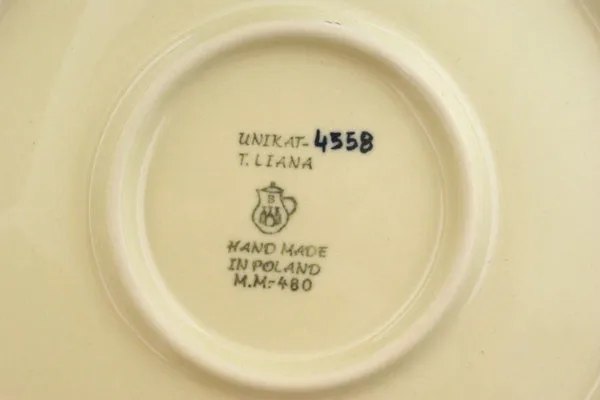 UNIKAT-4558
T. LIANA
B
HAND MADE
IN POLAND
M.M.-480